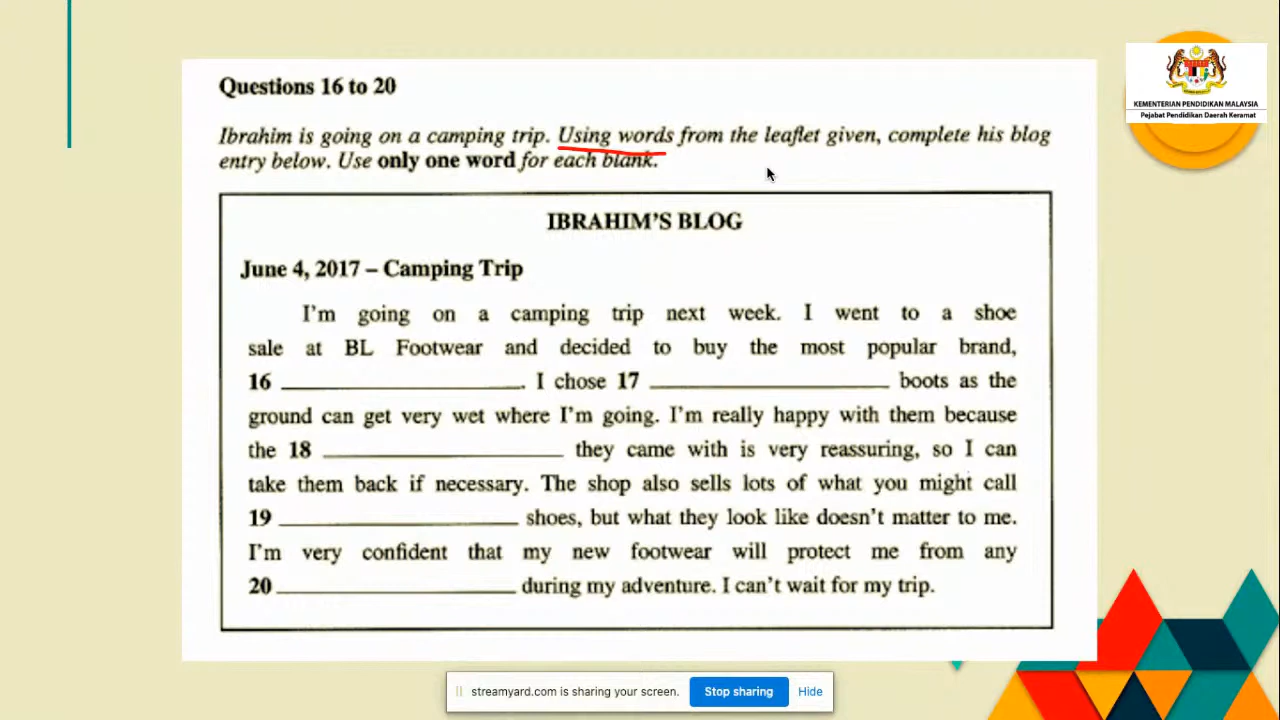 KEMENTERIAN PENDIDIKAN MALAYSIA
Pejabat Pendidikan Daerah Keramat
Questions 16 to 20
Ibrahim is going on a camping trip. Using words from the leaflet given, complete his blog
entry below. Use only one word for each blank.
IBRAHIM'S BLOG
June 4, 2017 – Camping Trip
I'm going on a camping trip next week. I went to a shoe
sale at BL Footwear and decided to buy the most popular brand,
16 ____________________. I chose 17 ____________________ boots as the
ground can get very wet where I'm going. I'm really happy with them because
the 18 ____________________ they came with is very reassuring, so I can
take them back if necessary. The shop also sells lots of what you might call
19 ____________________ shoes, but what they look like doesn't matter to me.
I'm very confident that my new footwear will protect me from any
20 ____________________ during my adventure. I can't wait for my trip.
streamyard.com is sharing your screen. Stop sharing Hide